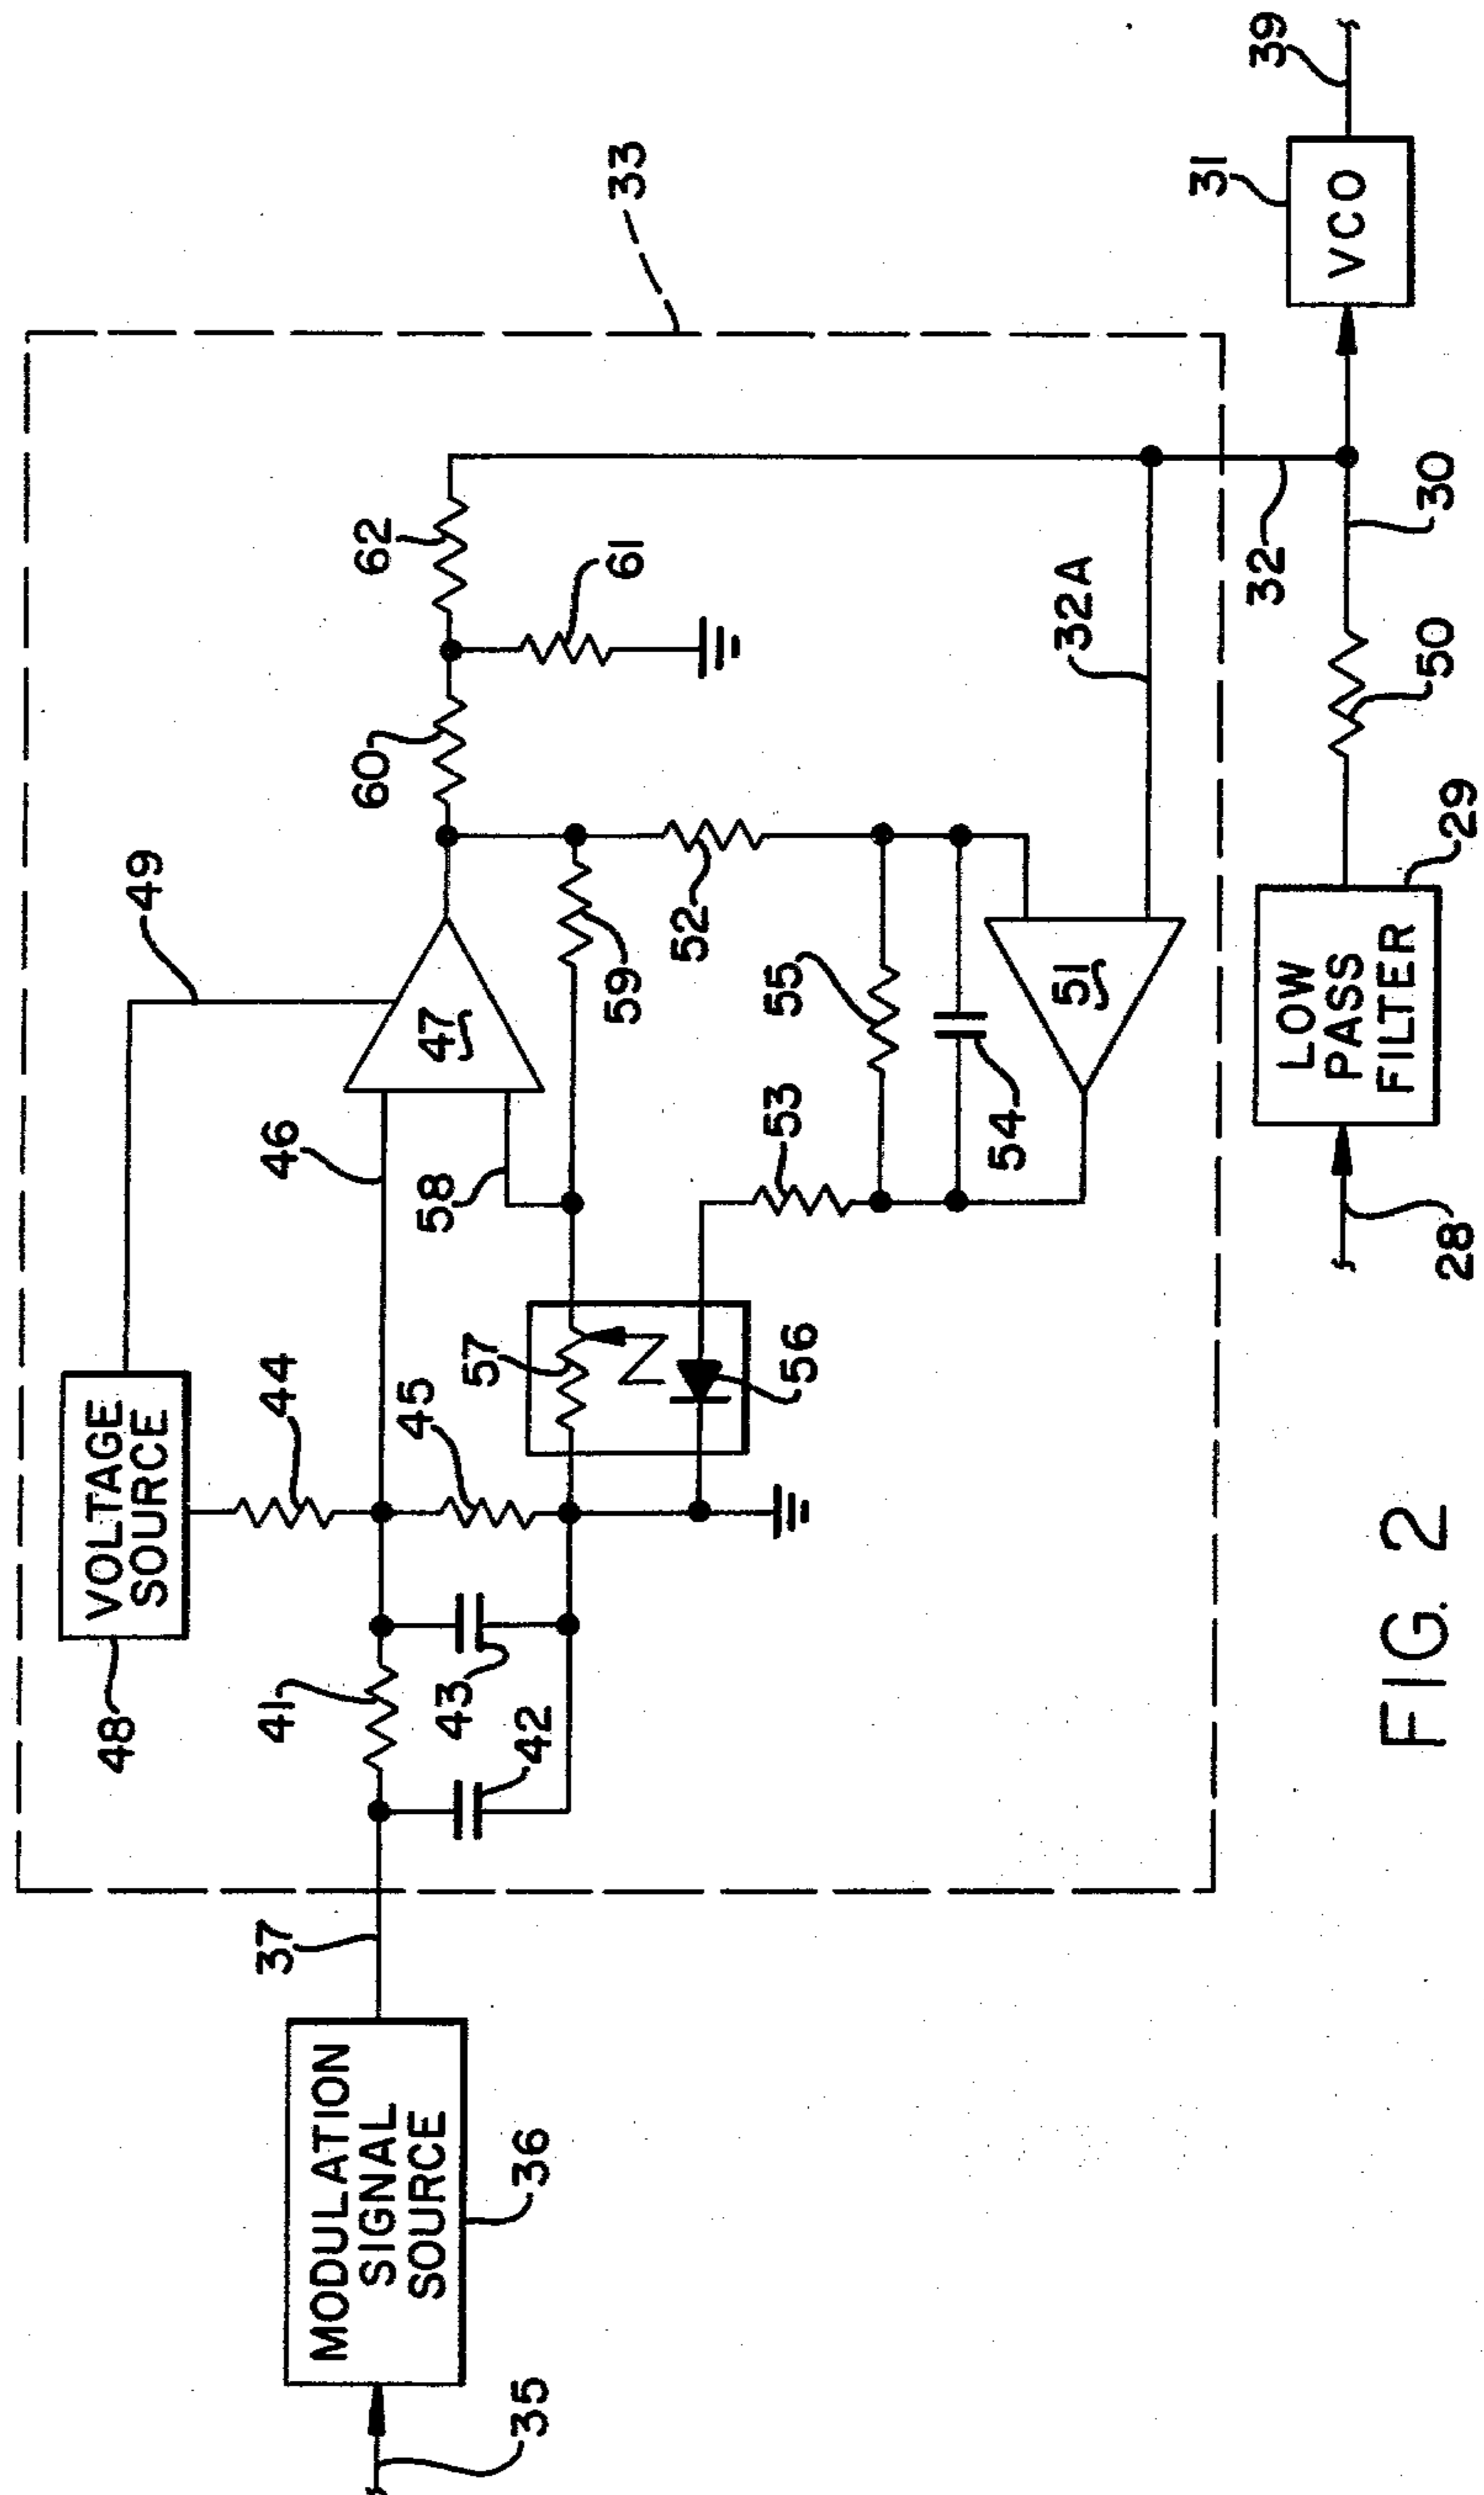 33
49
VOLTAGE
SOURCE
48
44
46
47
60
62
61
41
43
42
45
58
57
59
52
56
53
55
54
51
32A
37
MODULATION
SIGNAL
SOURCE
36
35
28
LOW
PASS
FILTER
29
50
30
32
VCO
31
39
FIG. 2